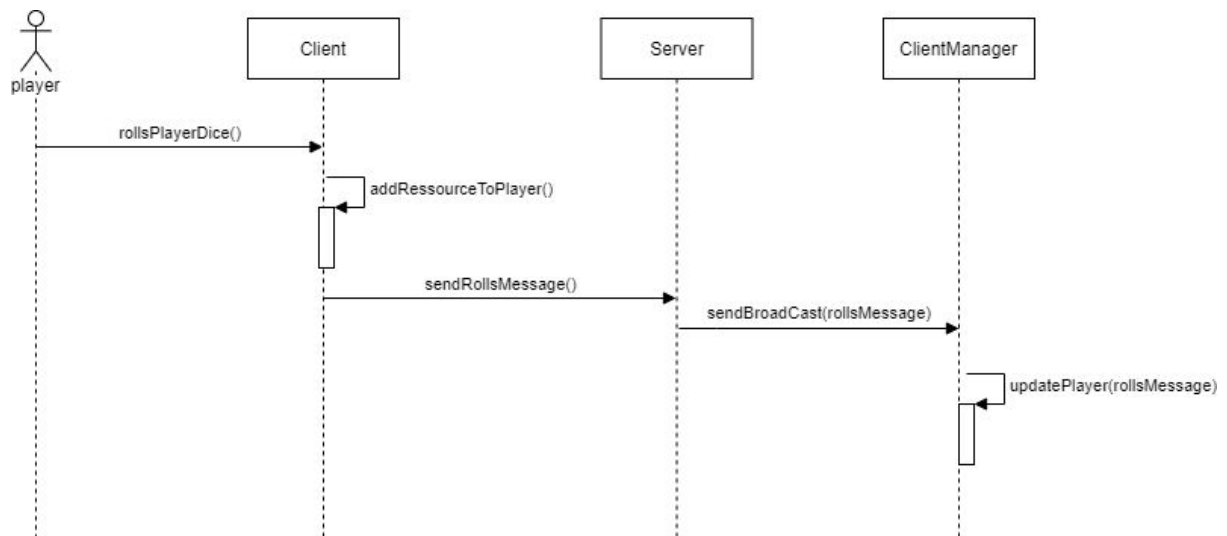 Client
Server
ClientManager
player
rollsPlayerDice()
addRessourceToPlayer()
sendRollsMessage()
sendBroadCast(rollsMessage)
updatePlayer(rollsMessage)